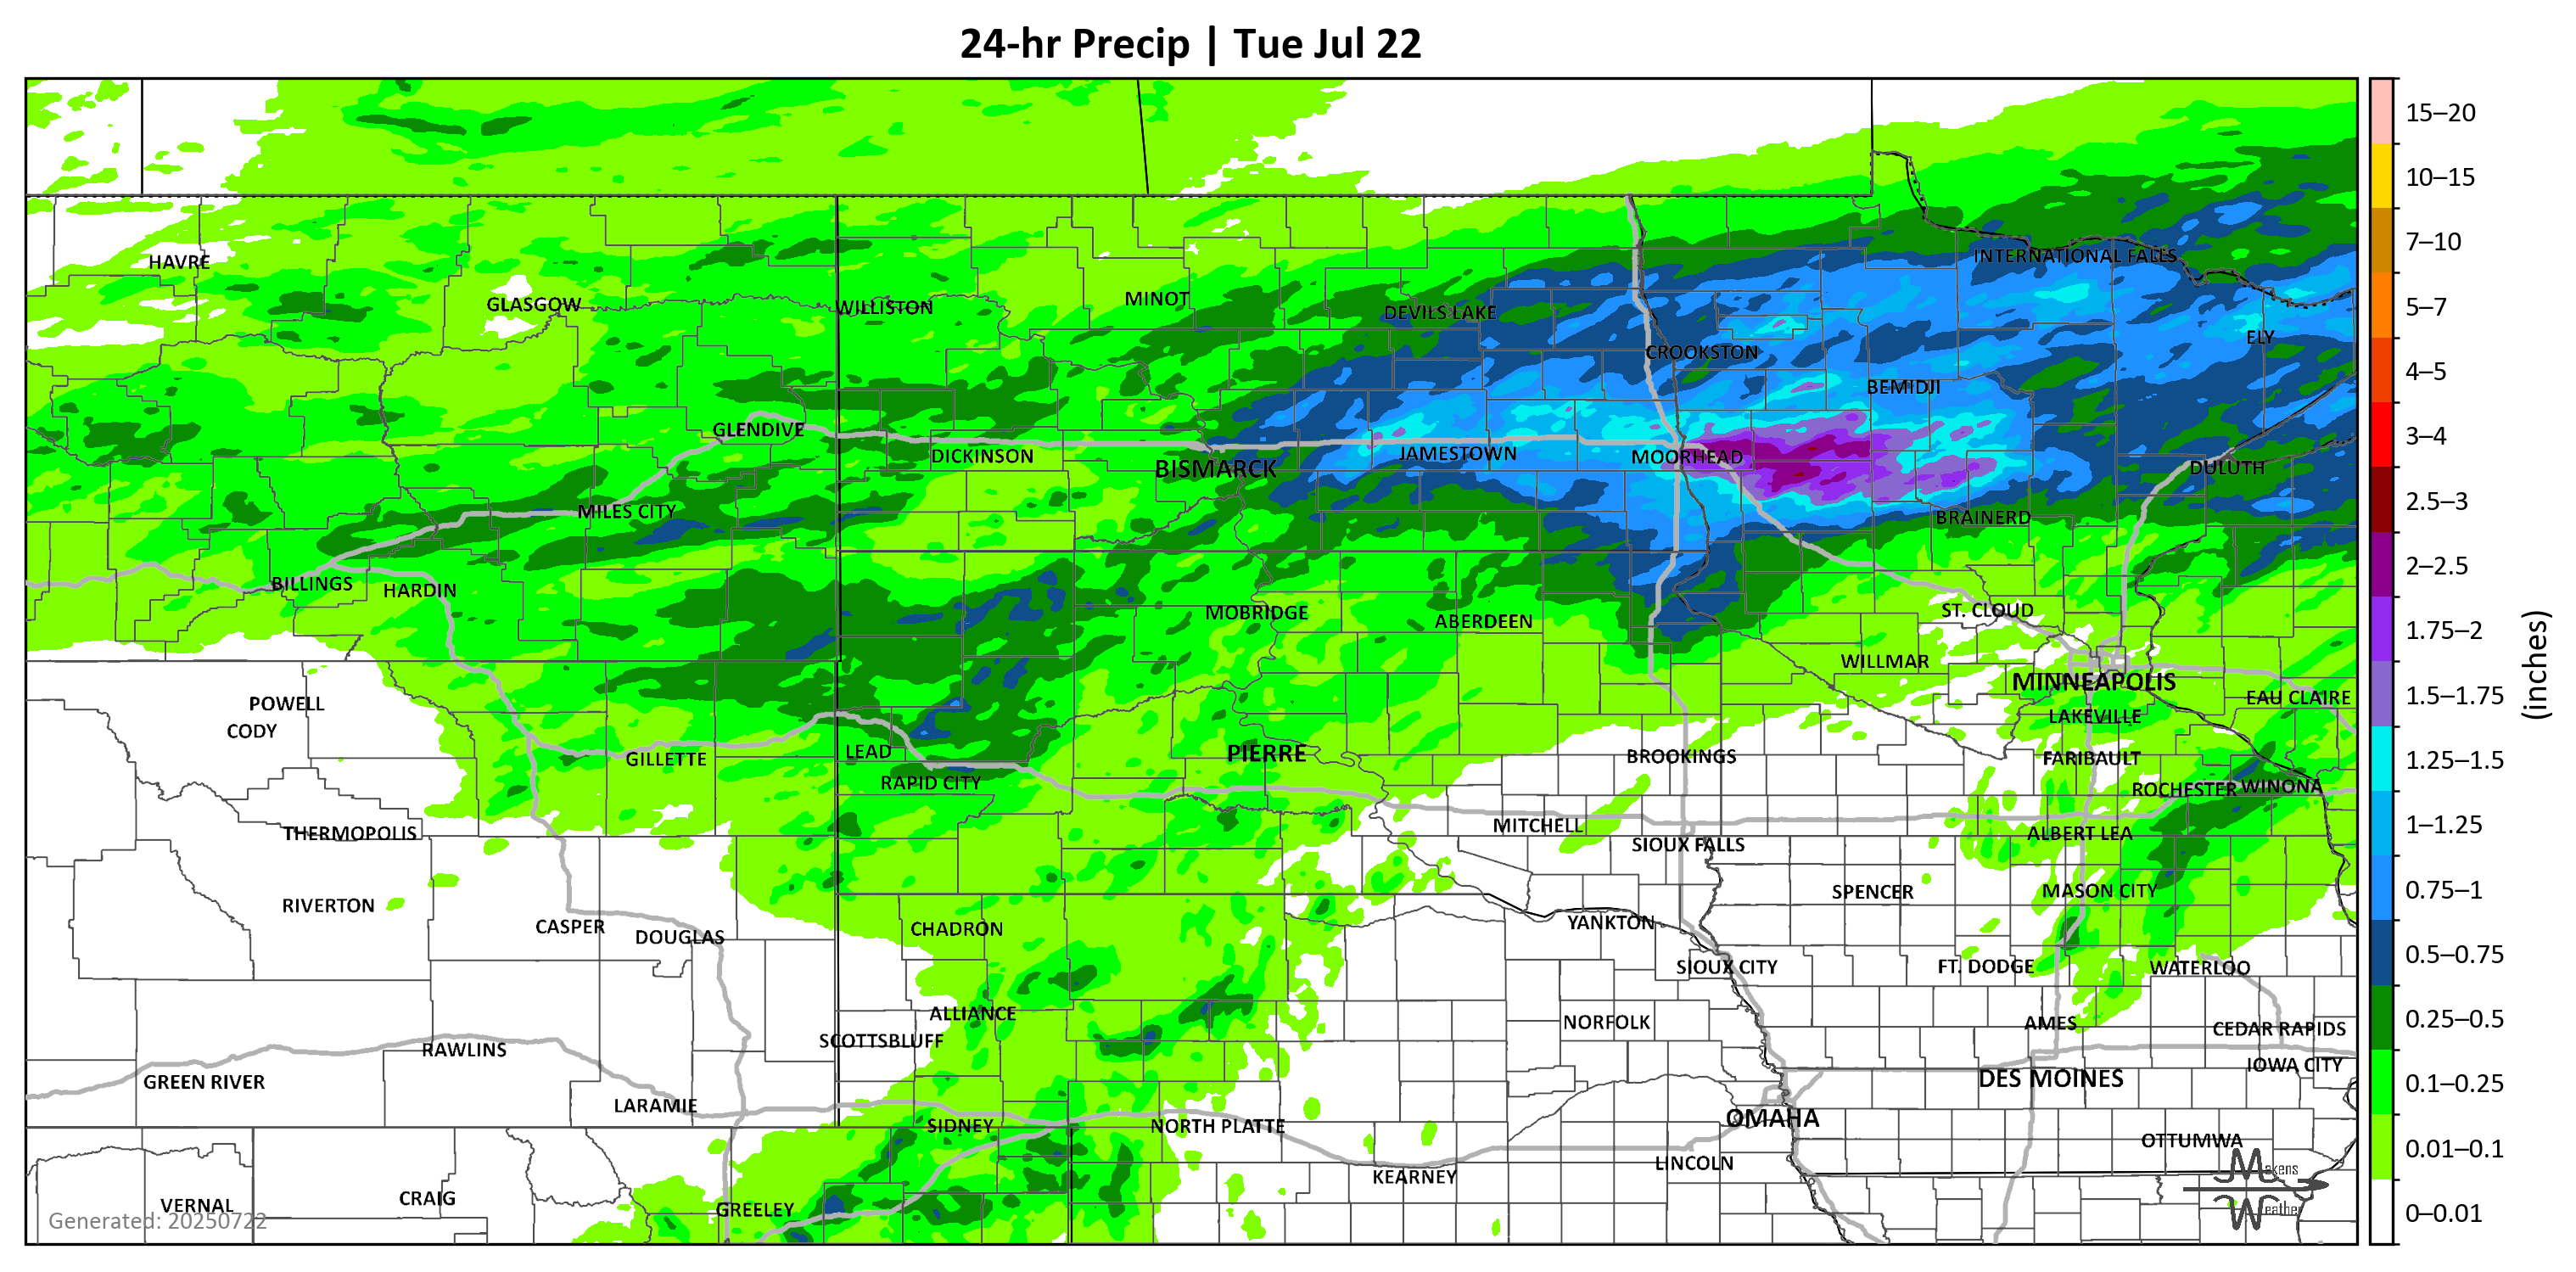 24-hr Precip | Tue Jul 22
INTERNATIONAL FALLS
HAVRE
GLASGOW
WILLISTON
MINOT
DEVILS LAKE
ELY
CROOKSTON
BEMIDJI
GLENDIVE
DICKINSON
BISMARCK
JAMESTOWN
MOORHEAD
DULUTH
MILES CITY
BRAINERD
BILLINGS
HARDIN
MOBRIDGE
ABERDEEN
ST. CLOUD
WILLMAR
MINNEAPOLIS
EAU CLAIRE
POWELL
CODY
LAKEVILLE
GILLETTE
LEAD
RAPID CITY
PIERRE
BROOKINGS
FARIBAULT
ROCHESTER
WINONA
THERMOPOLIS
MITCHELL
SIOUX FALLS
ALBERT LEA
RIVERTON
SPENCER
MASON CITY
CASPER
DOUGLAS
CHADRON
YANKTON
SIOUX CITY
FT. DODGE
WATERLOO
ALLIANCE
SCOTTSBLUFF
NORFOLK
AMES
CEDAR RAPIDS
RAWLINS
GREEN RIVER
IOWA CITY
DES MOINES
LARAMIE
SIDNEY
NORTH PLATTE
OMAHA
OTTUMWA
LINCOLN
KEARNEY
VERNAL
CRAIG
GREELEY
Generated: 20250722
Makens
Weather
15–20
10–15
7–10
5–7
4–5
3–4
2.5–3
2–2.5
1.75–2
1.5–1.75
1.25–1.5
1–1.25
0.75–1
0.5–0.75
0.25–0.5
0.1–0.25
0.01–0.1
0–0.01
(inches)